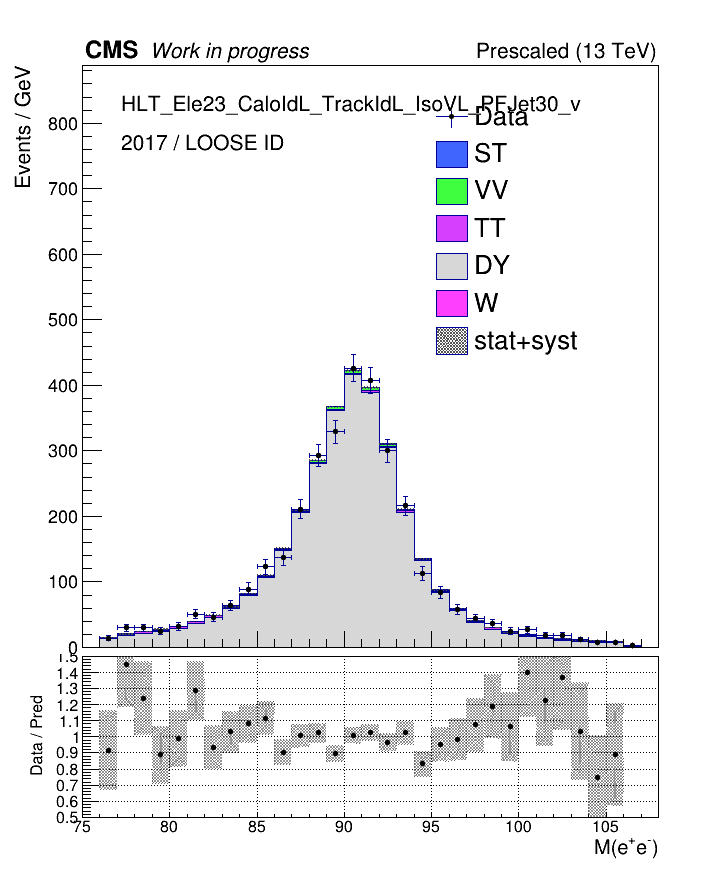 CMS Work in progress Prescaled (13 TeV)
Events / GeV
HLT_Ele23_CaloIdL_TrackIdL_IsoVL_PFJet30_v
2017 / LOOSE ID
Data
ST
VV
TT
DY
W
stat+syst
800
700
600
500
400
300
200
100
0
Data / Pred
1.5
1.4
1.3
1.2
1.1
1
0.9
0.8
0.7
0.6
0.5
75 80 85 90 95 100 105
M(e⁺e⁻)